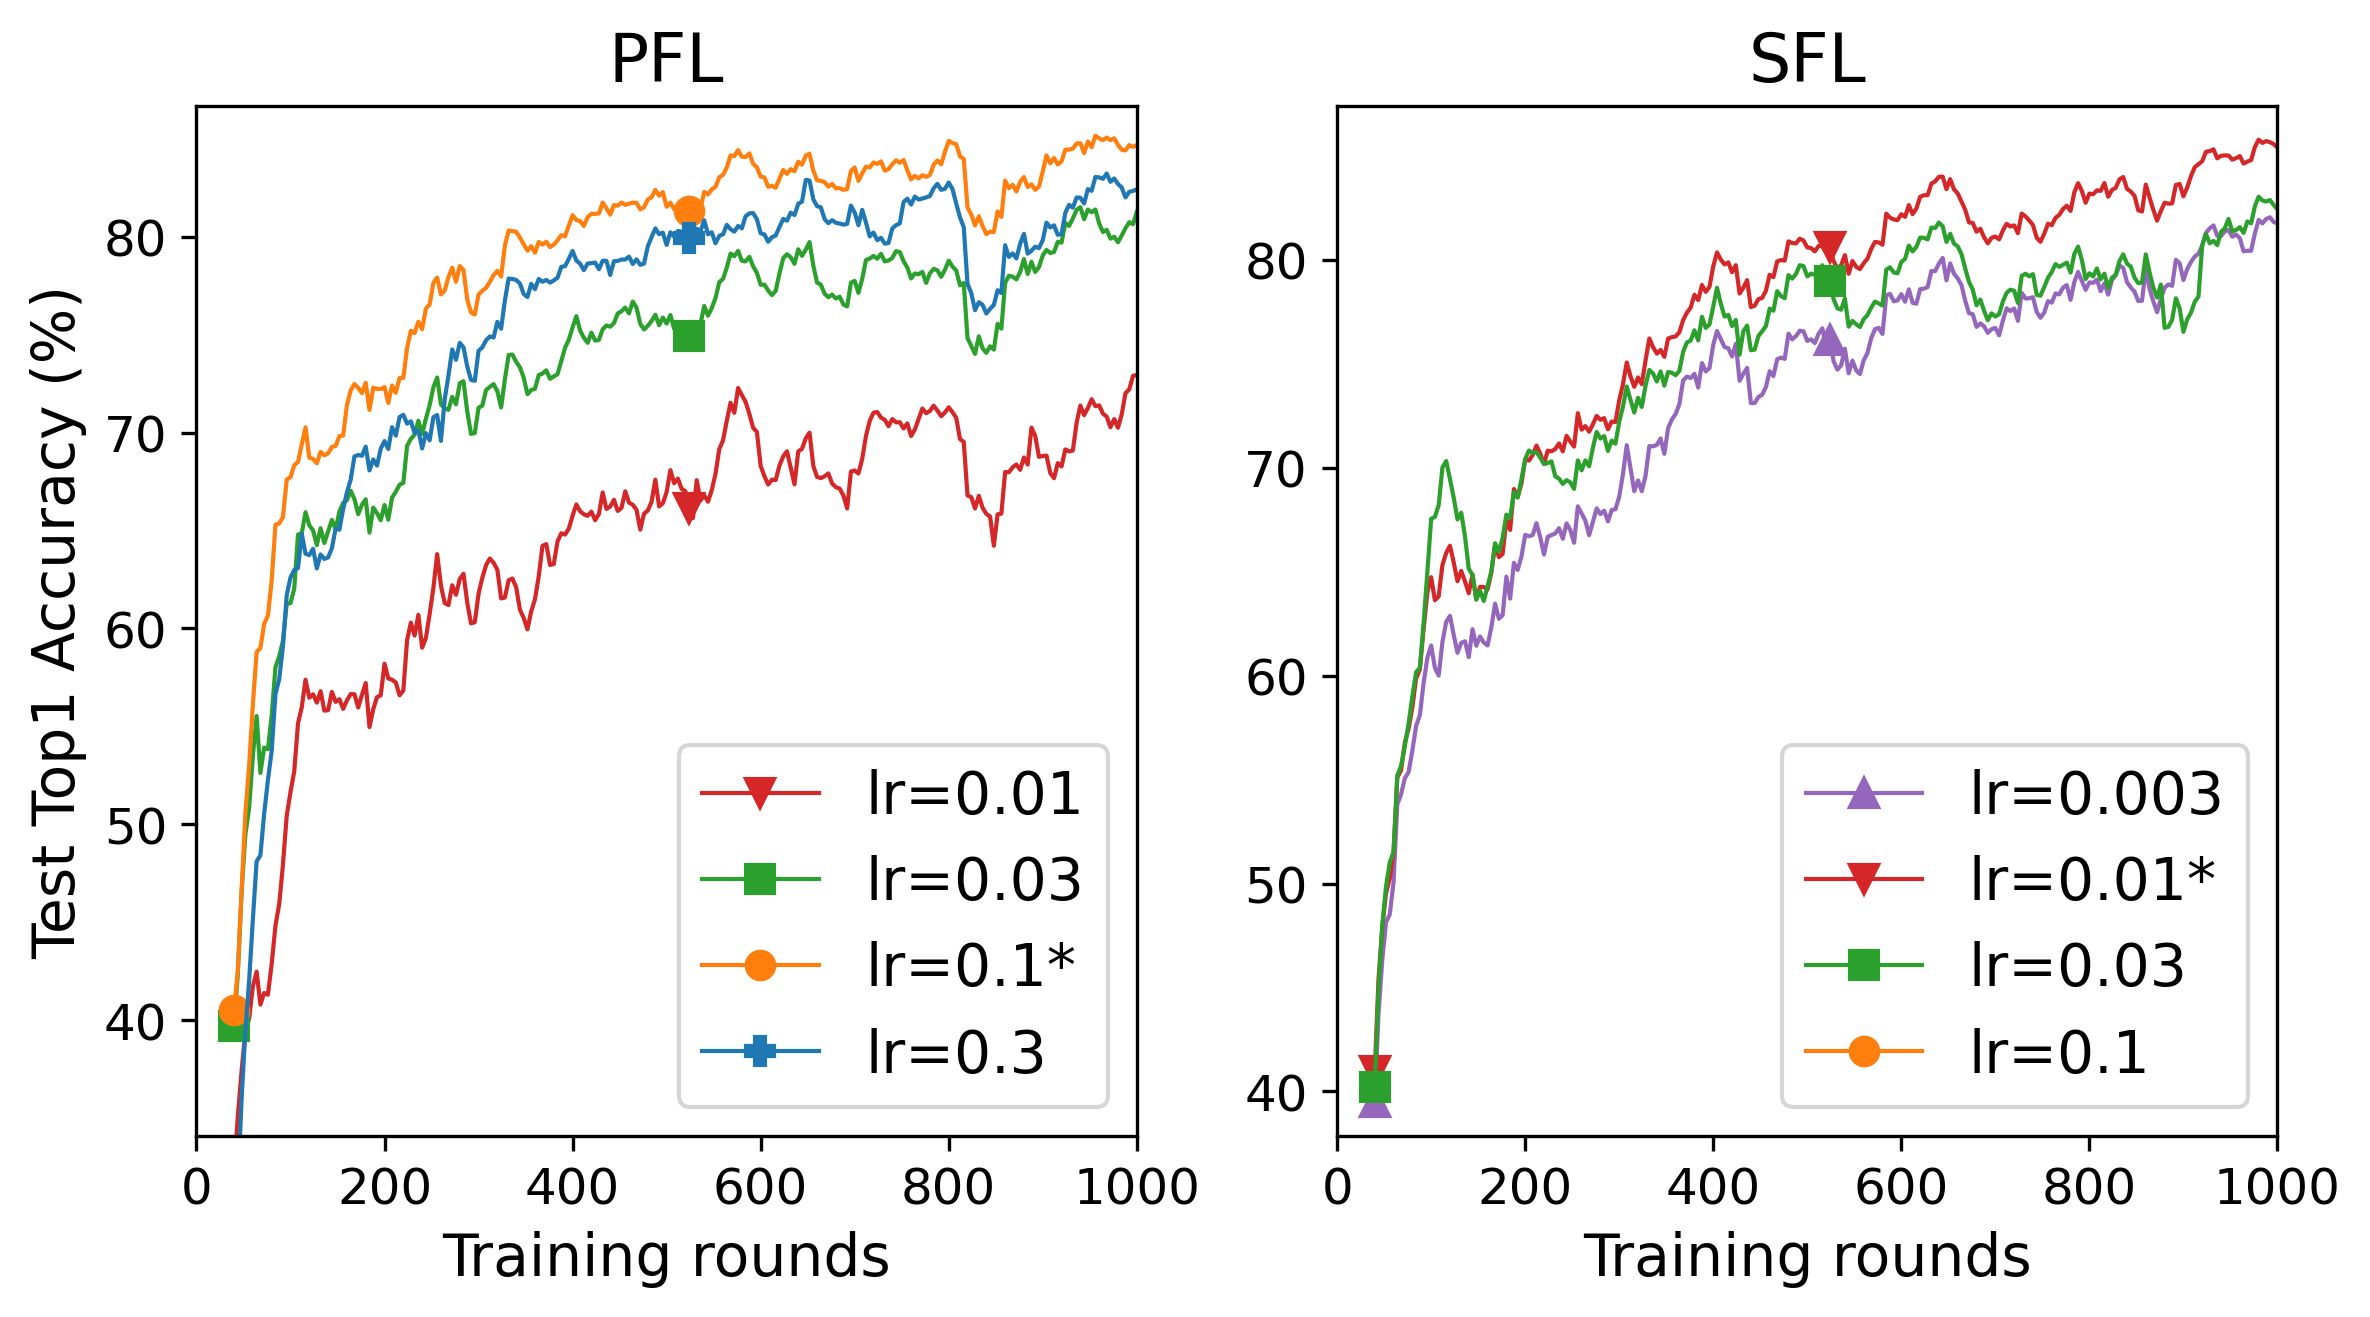 PFL
SFL
Test Top1 Accuracy (%)
80
70
60
50
40
0 200 400 600 800 1000
Training rounds
lr=0.01
lr=0.03
lr=0.1*
lr=0.3
80
70
60
50
40
0 200 400 600 800 1000
Training rounds
lr=0.003
lr=0.01*
lr=0.03
lr=0.1